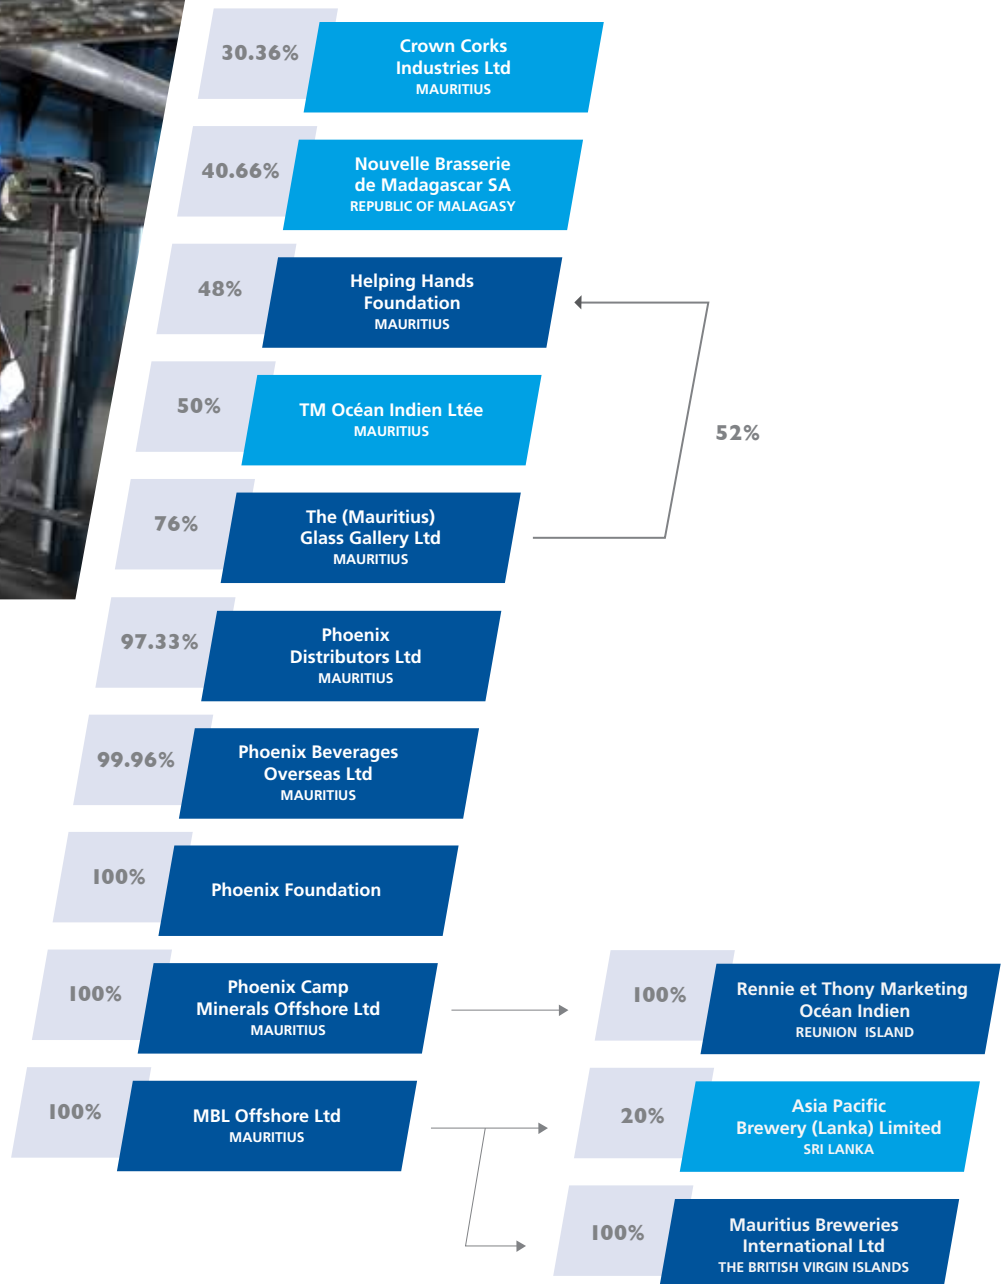 30.36%
Crown Corks
Industries Ltd
MAURITIUS
40.66%
Nouvelle Brasserie
de Madagascar SA
REPUBLIC OF MALAGASY
48%
Helping Hands
Foundation
MAURITIUS
50%
TM Océan Indien Ltée
MAURITIUS
52%
76%
The (Mauritius)
Glass Gallery Ltd
MAURITIUS
97.33%
Phoenix
Distributors Ltd
MAURITIUS
99.96%
Phoenix Beverages
Overseas Ltd
MAURITIUS
100%
Phoenix Foundation
100%
Phoenix Camp
Minerals Offshore Ltd
MAURITIUS
100%
Rennie et Thony Marketing
Océan Indien
REUNION ISLAND
100%
MBL Offshore Ltd
MAURITIUS
20%
Asia Pacific
Brewery (Lanka) Limited
SRI LANKA
100%
Mauritius Breweries
International Ltd
THE BRITISH VIRGIN ISLANDS